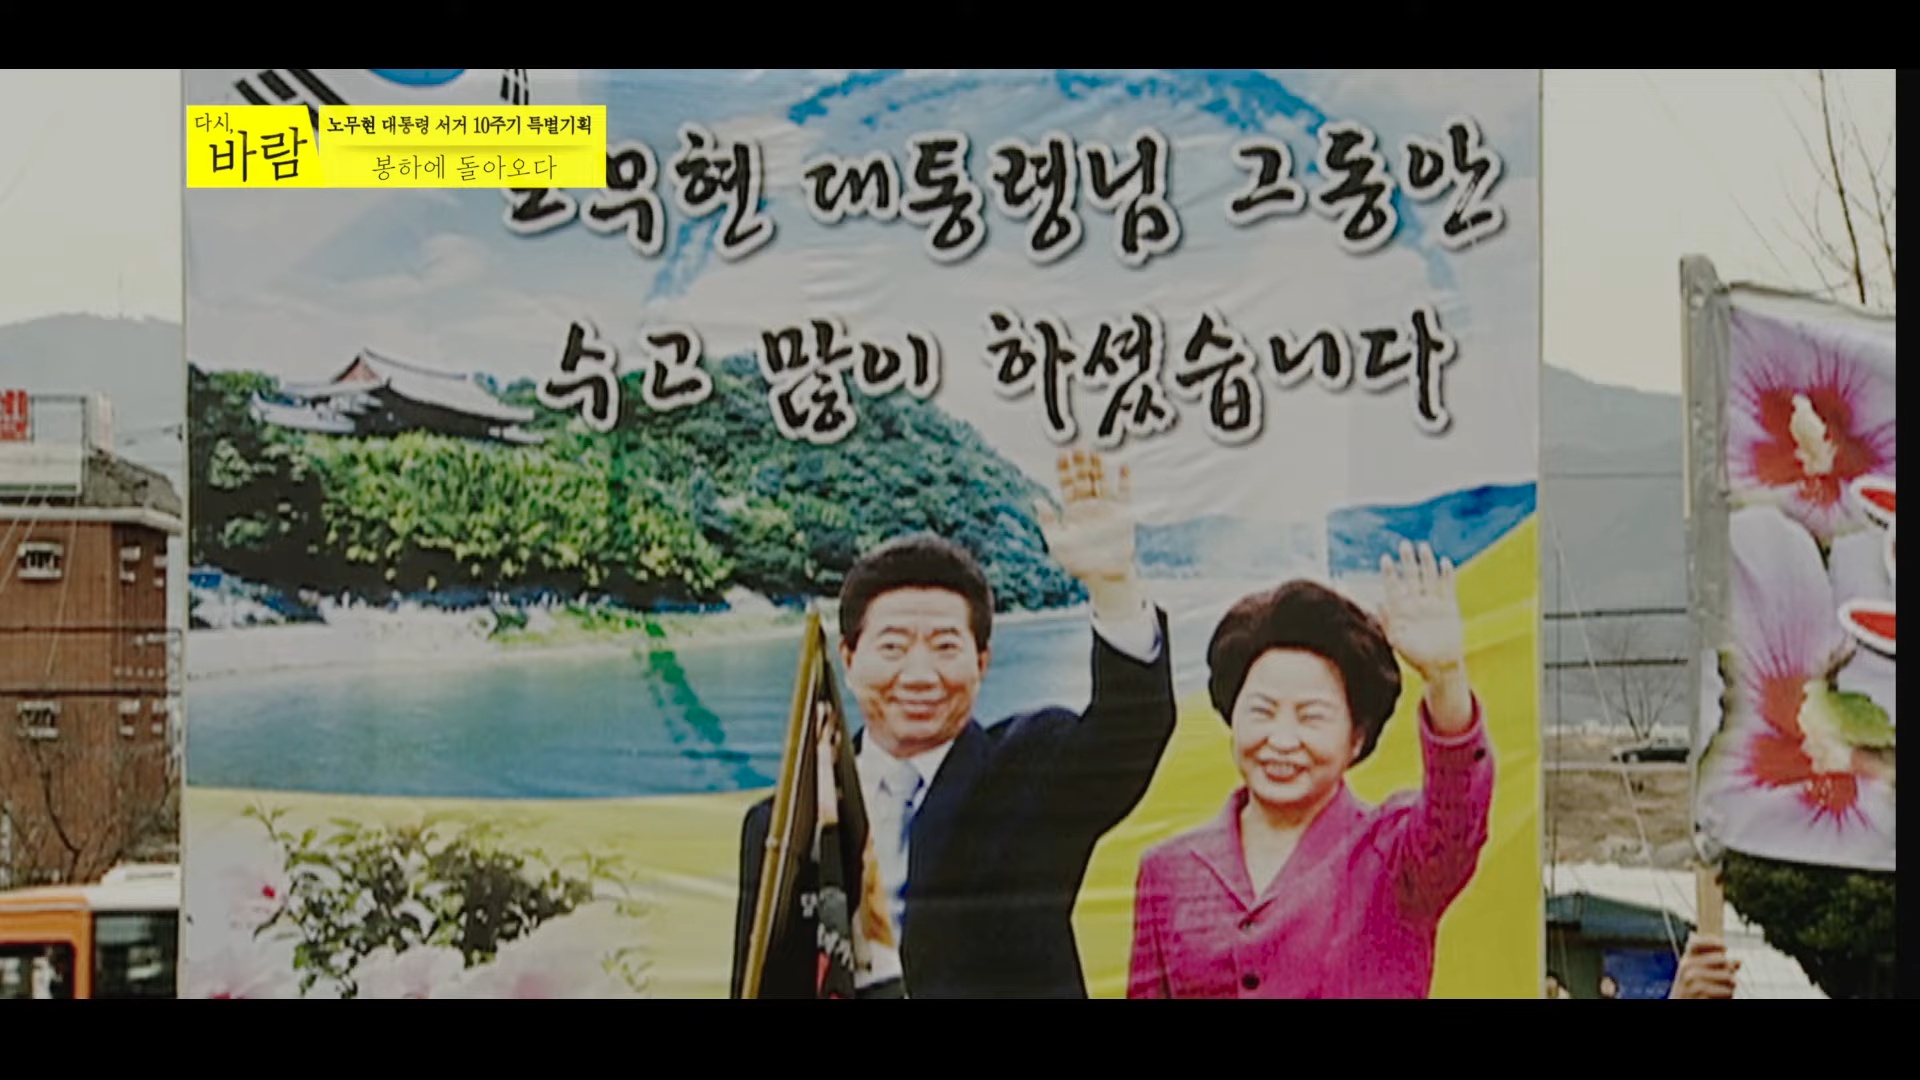 다시,
바람
노무현 대통령 서거 10주기 특별기획
봉하에 돌아오다
노무현 대통령님 그동안
수고 많이 하셨습니다